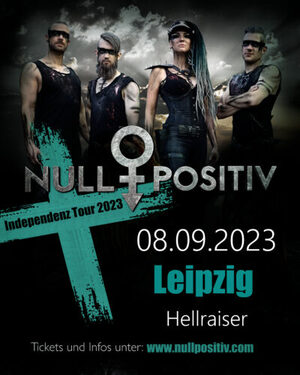 NULL POSITIV
Independenz Tour 2023
08.09.2023
Leipzig
Hellraiser
Tickets und Infos unter: www.nullpositiv.com